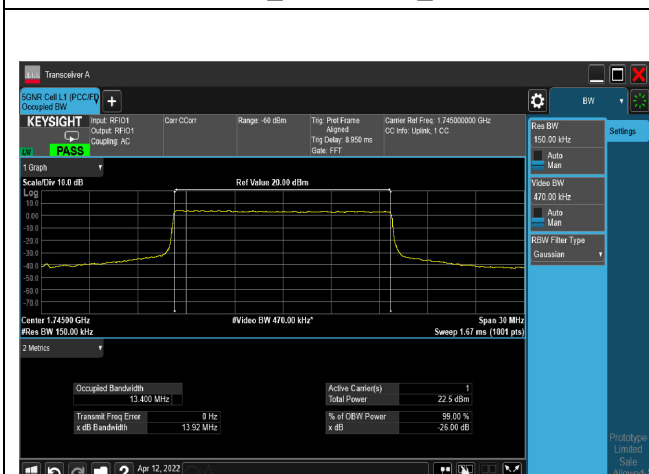 Transceiver A
5GNR Cell L1 (PCC/FD
Occupied BW
BW
KEYSIGHT
Input: RFIO1
Output: RFIO1
Coupling: AC
Corr CCorr
Range: -60 dBm
Trig: Prot Frame
Aligned
Trig Delay: 8.950 ms
Gate: FFT
Carrier Ref Freq: 1.745000000 GHz
CC Info: Uplink, 1 CC
PASS
Res BW
150.00 kHz
Auto
Man
Settings
1 Graph
Scale/Div 10.0 dB
Ref Value 20.00 dBm
Log
10.0
0.00
-10.0
-20.0
-30.0
-40.0
-50.0
-60.0
-70.0
Video BW
470.00 kHz
Auto
Man
RBW Filter Type
Gaussian
Center 1.74500 GHz
#Video BW 470.00 kHz*
Span 30 MHz
#Res BW 150.00 kHz
Sweep 1.67 ms (1001 pts)
2 Metrics
Occupied Bandwidth
13.400 MHz
Active Carrier(s) 1
Total Power 22.5 dBm
Transmit Freq Error 0 Hz
x dB Bandwidth 13.92 MHz
% of OBW Power 99.00 %
x dB -26.00 dB
Prototype
Limited
Sale
Apr 12, 2022